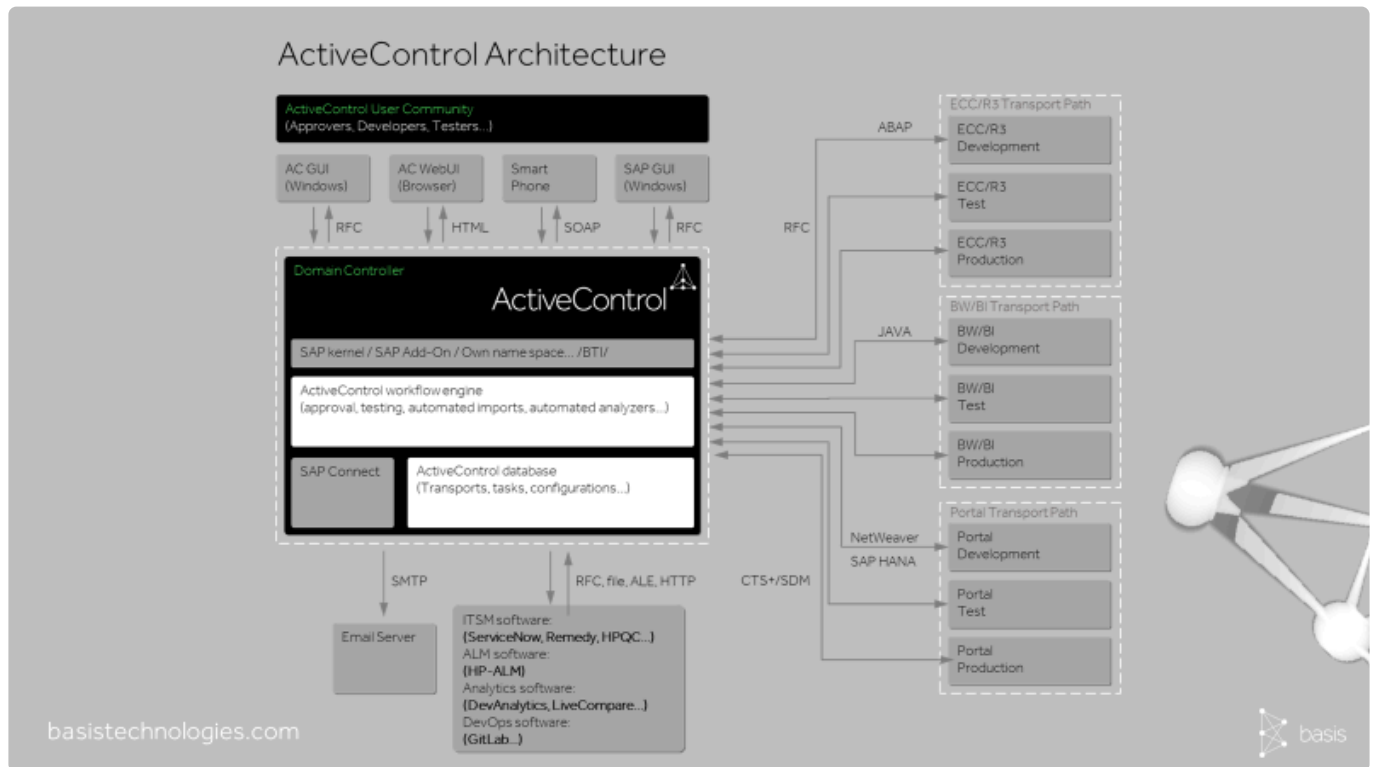 ActiveControl Architecture
ActiveControl User Community
(Approvers, Developers, Testers...)
AC GUI
(Windows)
AC WebUI
(Browser)
Smart
Phone
SAP GUI
(Windows)
RFC
HTML
SOAP
RFC
Domain Controller
ActiveControl
SAP kernel / SAP Add-On / Own name space... /BTI/
ActiveControl workflow engine
(approval, testing, automated imports, automated analyzers...)
SAP Connect
ActiveControl database
(Transports, tasks, configurations...)
SMTP
RFC, file, ALE, HTTP
Email Server
ITSM software:
(ServiceNow, Remedy, HPQC...)
ALM software:
(HP-ALM)
Analytics software:
(DevAnalytics, LiveCompare...)
DevOps software:
(GitLab...)
RFC
ABAP
JAVA
NetWeaver
SAP HANA
CTS+/SDM
ECC/R3 Transport Path
ECC/R3
Development
ECC/R3
Test
ECC/R3
Production
BW/BI Transport Path
BW/BI
Development
BW/BI
Test
BW/BI
Production
Portal Transport Path
Portal
Development
Portal
Test
Portal
Production
basistechnologies.com
basis